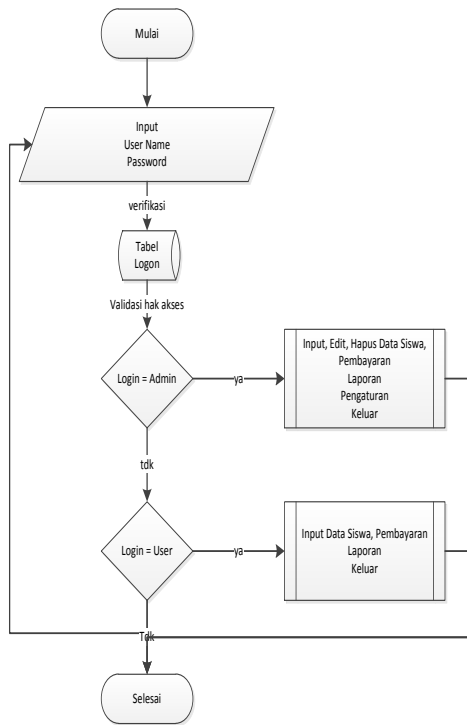 Mulai
Input
User Name
Password
verifikasi
Tabel
Logon
Validasi hak akses
Login = Admin
ya
Input, Edit, Hapus Data Siswa,
Pembayaran
Laporan
Pengaturan
Keluar
tdk
Login = User
ya
Input Data Siswa, Pembayaran
Laporan
Keluar
Tdk
Selesai